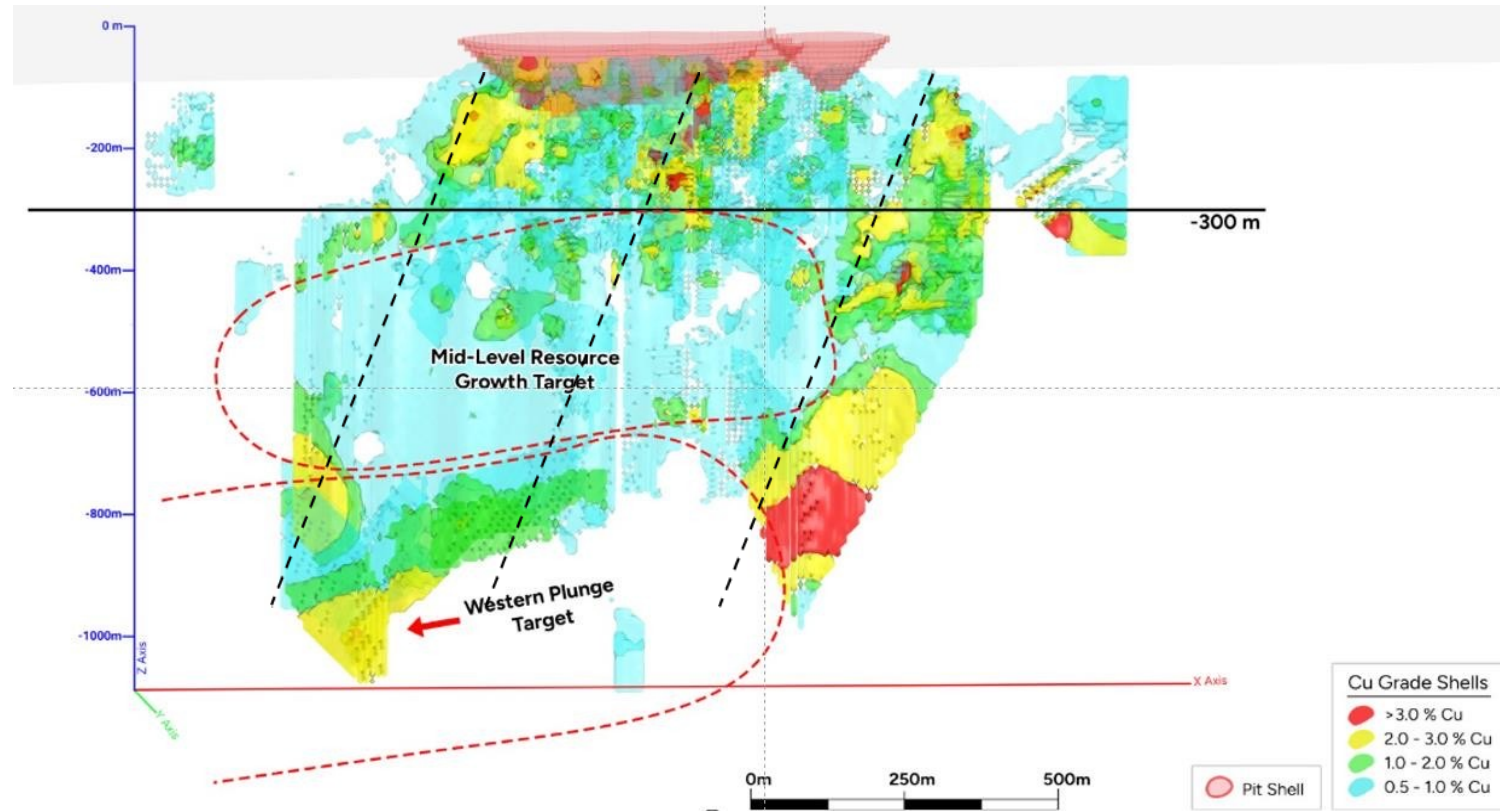 0 m
-200m
-300 m
-400m
Mid-Level Resource
Growth Target
-600m
-800m
Western Plunge
Target
-1000m
Z Axis
X Axis
Y Axis
Cu Grade Shells
>3.0 % Cu
2.0 - 3.0 % Cu
1.0 - 2.0 % Cu
0.5 - 1.0 % Cu
Pit Shell
0m 250m 500m